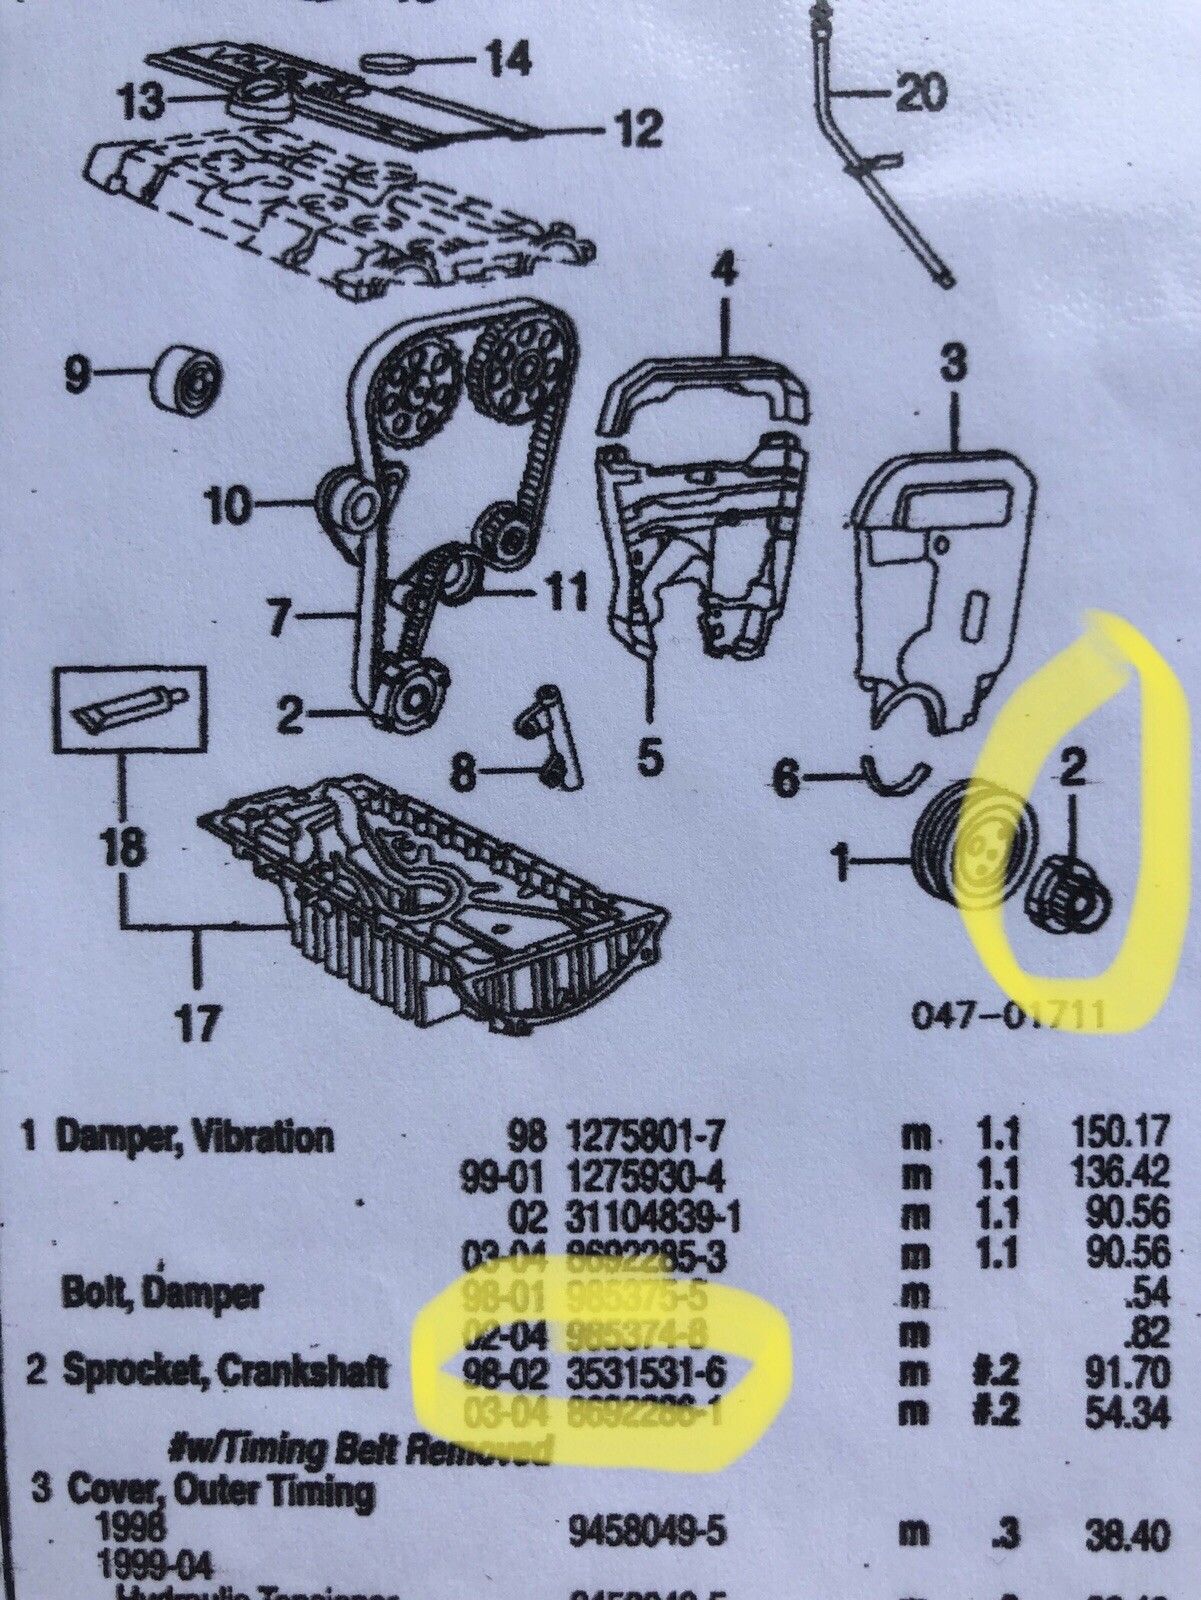 14
13
12
20
4
3
9
10
11
7
2
5
8
6
2
1
18
17
047-01711
1 Damper, Vibration 98 1275801-7 m 1.1 150.17
99-01 1275930-4 m 1.1 136.42
02 31104839-1 m 1.1 90.56
03-04 8692285-3 m 1.1 90.56
Bolt, Damper 98-01 985375-5 m .54
02-04 985374-8 m .82
2 Sprocket, Crankshaft 98-02 3531531-6 m #.2 91.70
03-04 8692286-1 m #.2 54.34
#w/Timing Belt Removed
3 Cover, Outer Timing
1998 9458049-5 m .3 38.40
1999-04
Hydraulic Tensioner